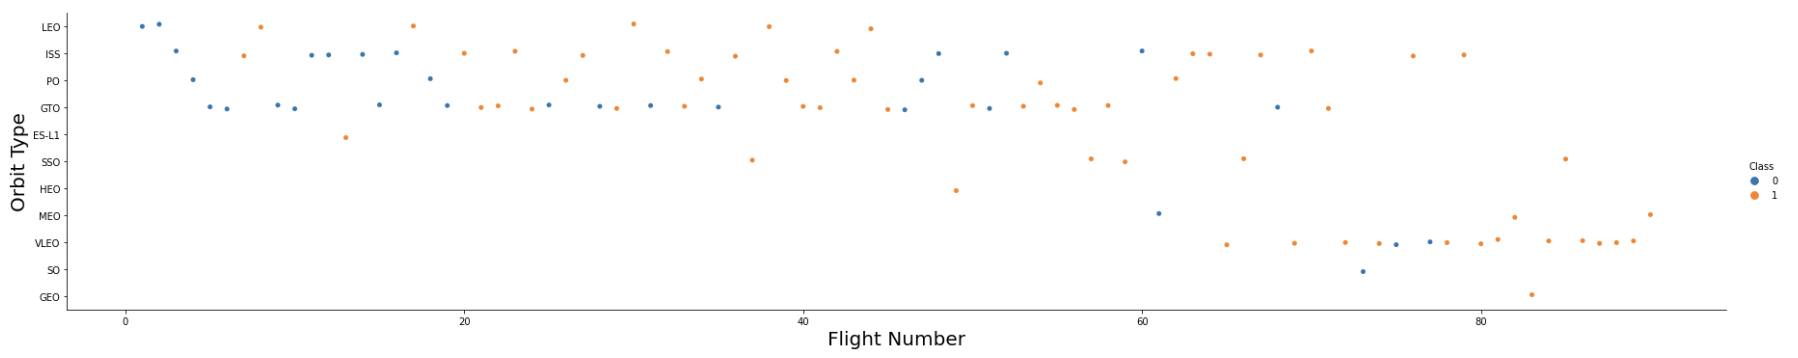 Orbit Type
LEO
ISS
PO
GTO
ES-L1
SSO
HEO
MEO
VLEO
SO
GEO
0
20
40
60
80
Flight Number
Class
0
1